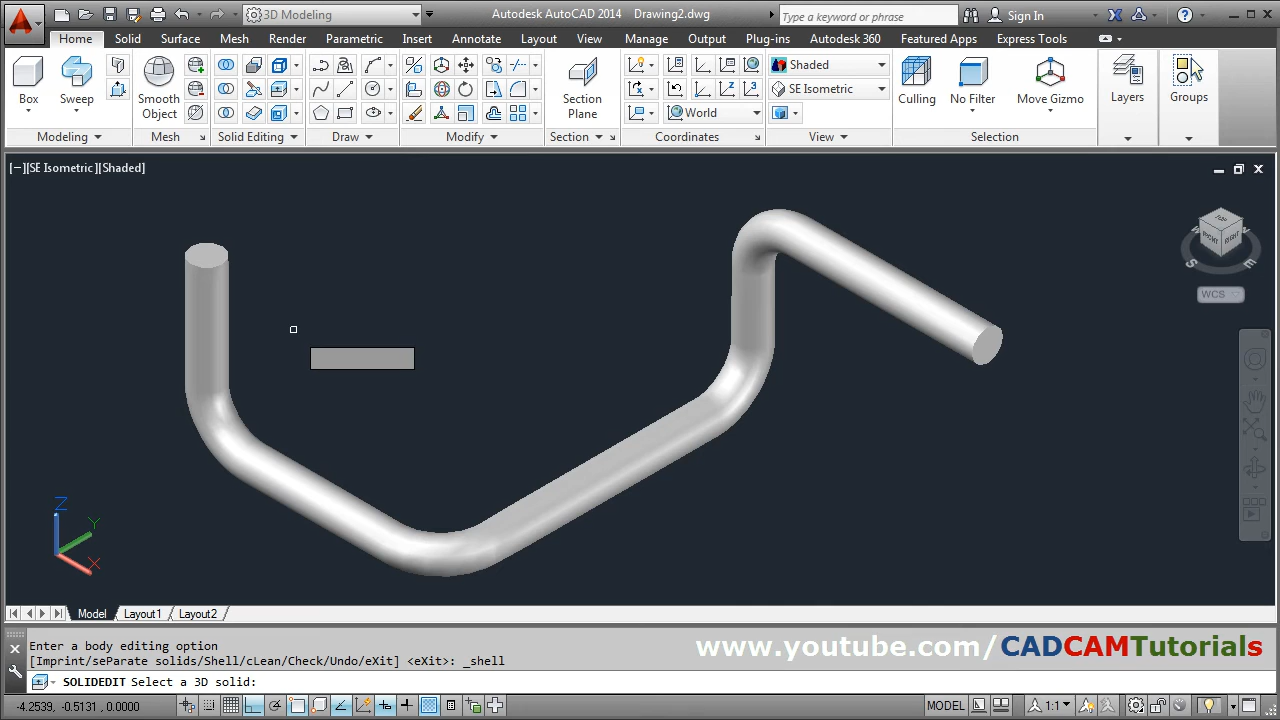 Autodesk AutoCAD 2014 Drawing2.dwg
3D Modeling
Type a keyword or phrase
Sign In
Home Solid Surface Mesh Render Parametric Insert Annotate Layout View Manage Output Plug-ins Autodesk 360 Featured Apps Express Tools
Box
Sweep
Smooth
Object
Section
Plane
World
Shaded
SE Isometric
Culling
No Filter
Move Gizmo
Layers
Groups
Modeling Mesh Solid Editing Draw Modify Section Coordinates View Selection
[−][SE Isometric][Shaded]
TOP
FRONT
RIGHT
S
E
WCS
Z
Y
X
Model Layout1 Layout2
Enter a body editing option
[Imprint/seParate solids/Shell/cLean/Check/Undo/eXit] <eXit>: _shell
SOLIDEDIT Select a 3D solid:
www.youtube.com/CADCAMTutorials
-4.2539, -0.5131, 0.0000
MODEL
1:1